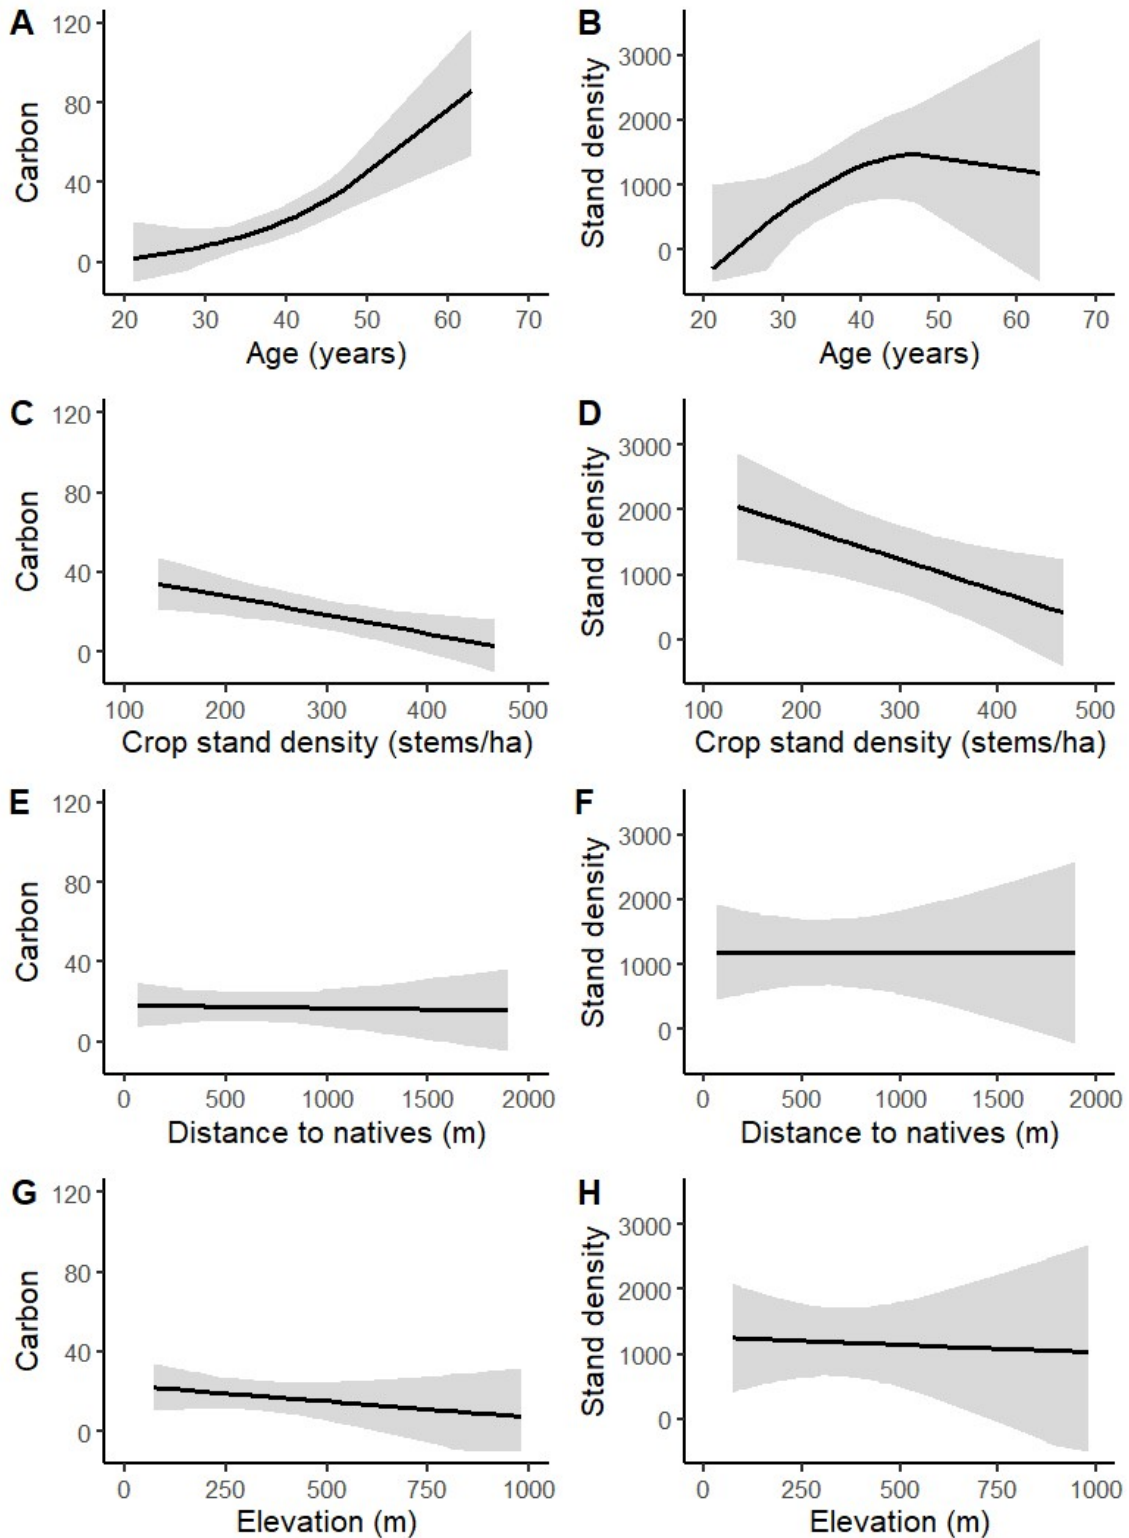 A
Carbon
120
80
40
0
20 30 40 50 60 70
Age (years)
B
Stand density
3000
2000
1000
0
20 30 40 50 60 70
Age (years)
C
Carbon
120
80
40
0
100 200 300 400 500
Crop stand density (stems/ha)
D
Stand density
3000
2000
1000
0
100 200 300 400 500
Crop stand density (stems/ha)
E
Carbon
120
80
40
0
0 500 1000 1500 2000
Distance to natives (m)
F
Stand density
3000
2000
1000
0
0 500 1000 1500 2000
Distance to natives (m)
G
Carbon
120
80
40
0
0 250 500 750 1000
Elevation (m)
H
Stand density
3000
2000
1000
0
0 250 500 750 1000
Elevation (m)